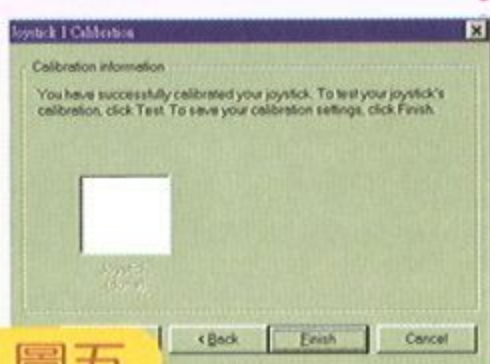 Joystick 1 Calibration
Calibration information
You have successfully calibrated your joystick. To test your joystick's
calibration, click Test. To save your calibration settings, click Finish.
Joystick
< Back
Finish
Cancel
圖五